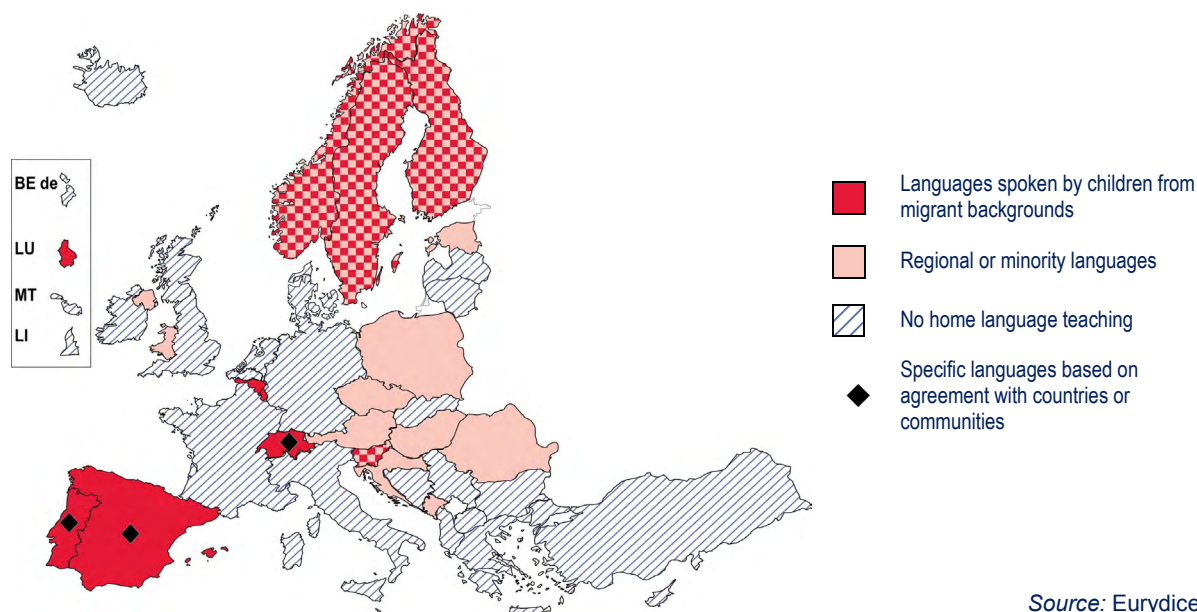 BE de
LU
MT
LI
Languages spoken by children from
migrant backgrounds
Regional or minority languages
No home language teaching
Specific languages based on
agreement with countries or
communities
Source: Eurydice